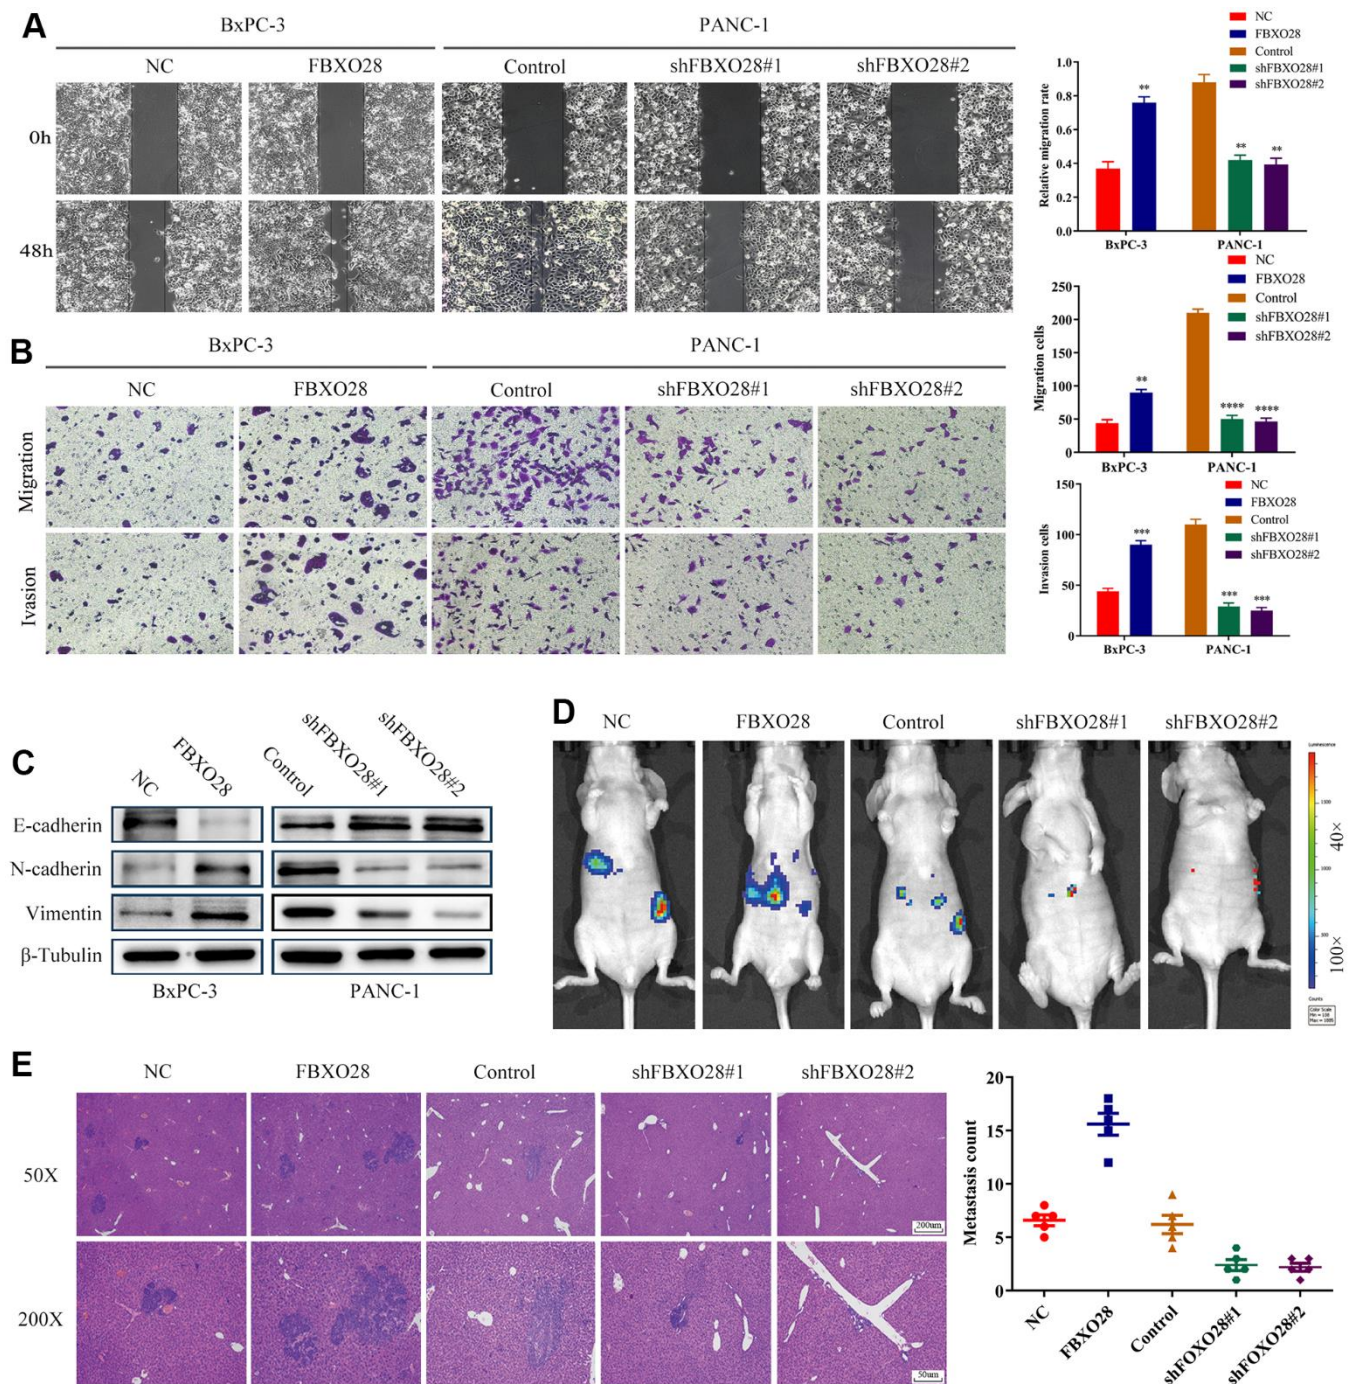 A
BxPC-3
PANC-1
NC
FBXO28
Control
shFBXO28#1
shFBXO28#2
0h
48h
NC
FBXO28
Control
shFBXO28#1
shFBXO28#2
Relative migration rate
1.0
0.8
0.6
0.4
0.2
0.0
**
**
**
BxPC-3
PANC-1
B
BxPC-3
PANC-1
NC
FBXO28
Control
shFBXO28#1
shFBXO28#2
Migration
Ivasion
NC
FBXO28
Control
shFBXO28#1
shFBXO28#2
Migration cells
250
200
150
100
50
0
**
****
****
BxPC-3
PANC-1
NC
FBXO28
Control
shFBXO28#1
shFBXO28#2
Invasion cells
150
100
50
0
***
***
***
BxPC-3
PANC-1
C
NC
FBXO28
Control
shFBXO28#1
shFBXO28#2
E-cadherin
N-cadherin
Vimentin
β-Tubulin
BxPC-3
PANC-1
D
NC
FBXO28
Control
shFBXO28#1
shFBXO28#2
Luminescence
40×
100×
Counts
Color Scale
E
NC
FBXO28
Control
shFBXO28#1
shFBXO28#2
50X
200X
200um
50um
Metastasis count
20
15
10
5
0
NC
FBXO28
Control
shFOXO28#1
shFOXO28#2